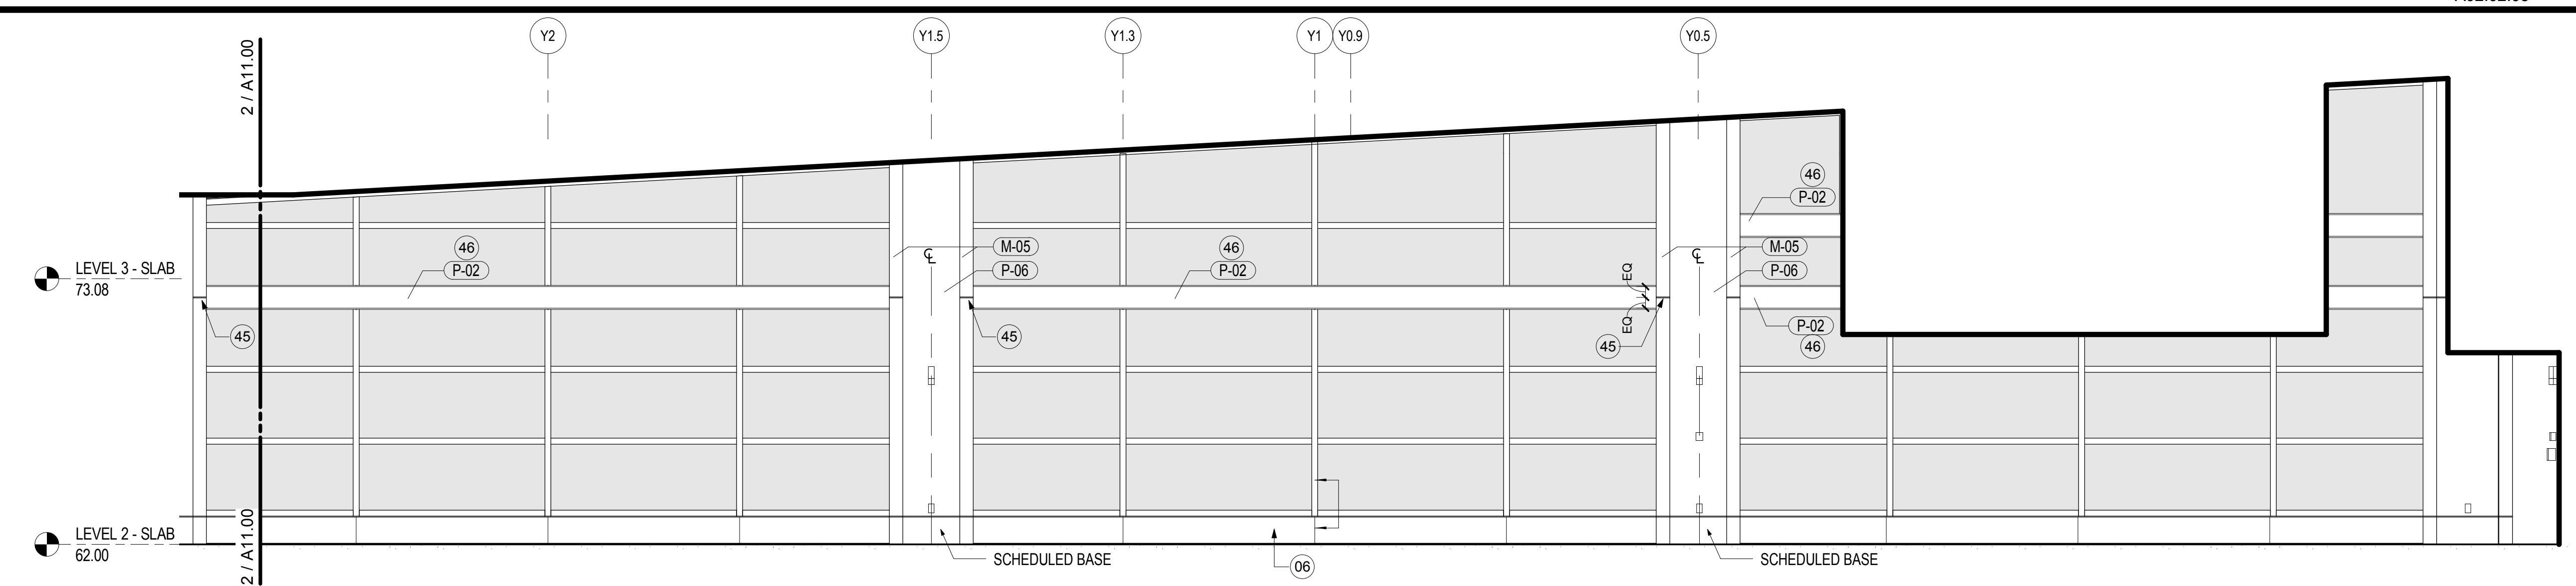 Y2
Y1.5
Y1.3
Y1
Y0.9
Y0.5
2 / A11.00
46
P-02
46
P-02
M-05
46
P-02
M-05
LEVEL 3 - SLAB
73.08
P-02
P-06
P-02
P-06
℄
℄
EQ
EQ
45
45
45
P-02
46
LEVEL 2 - SLAB
62.00
2 / A11.00
SCHEDULED BASE
06
SCHEDULED BASE